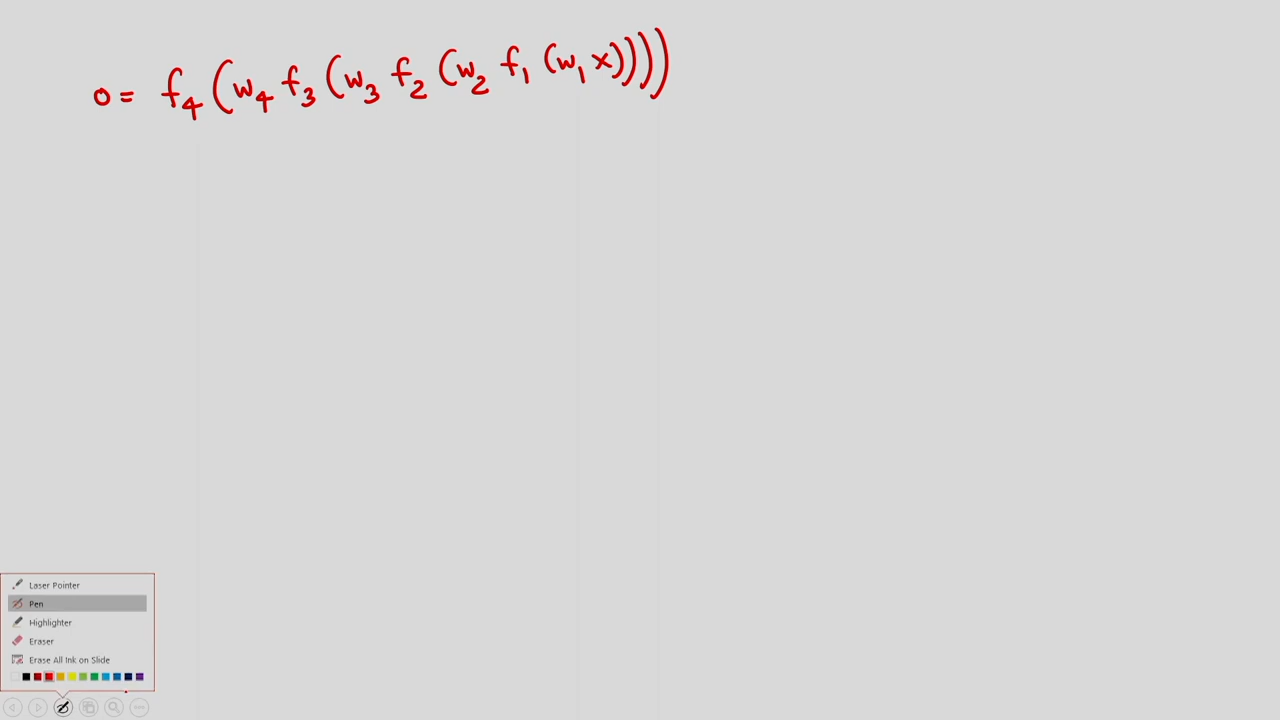 o = f₄ (w₄ f₃ (w₃ f₂ (w₂ f₁ (w₁ x))))
Laser Pointer
Pen
Highlighter
Eraser
Erase All Ink on Slide